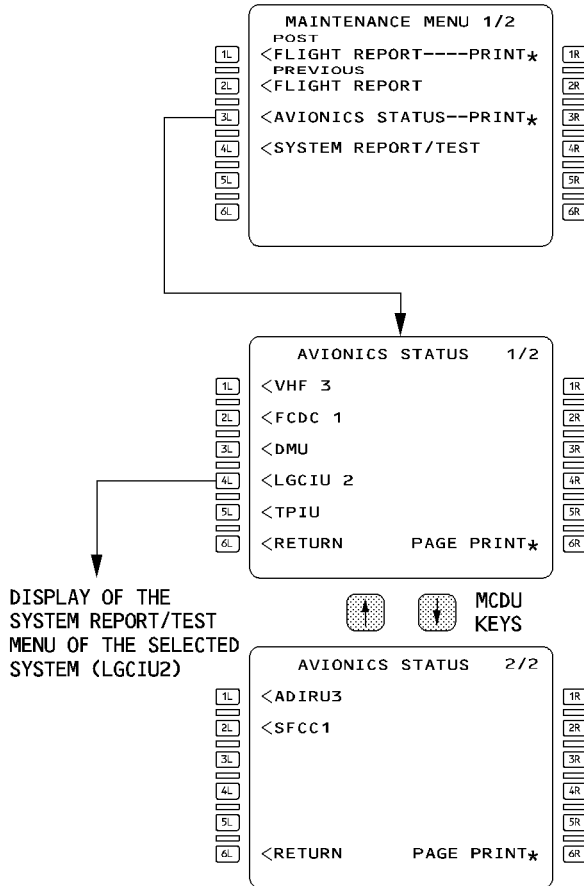 MAINTENANCE MENU 1/2
POST
1L <FLIGHT REPORT----PRINT* 1R
PREVIOUS
2L <FLIGHT REPORT 2R
3L <AVIONICS STATUS--PRINT* 3R
4L <SYSTEM REPORT/TEST 4R
5L 5R
6L 6R
AVIONICS STATUS 1/2
1L <VHF 3 1R
2L <FCDC 1 2R
3L <DMU 3R
4L <LGCIU 2 4R
5L <TPIU 5R
6L <RETURN PAGE PRINT* 6R
DISPLAY OF THE
SYSTEM REPORT/TEST
MENU OF THE SELECTED
SYSTEM (LGCIU2)
MCDU
KEYS
AVIONICS STATUS 2/2
1L <ADIRU3 1R
2L <SFCC1 2R
3L 3R
4L 4R
5L 5R
6L <RETURN PAGE PRINT* 6R